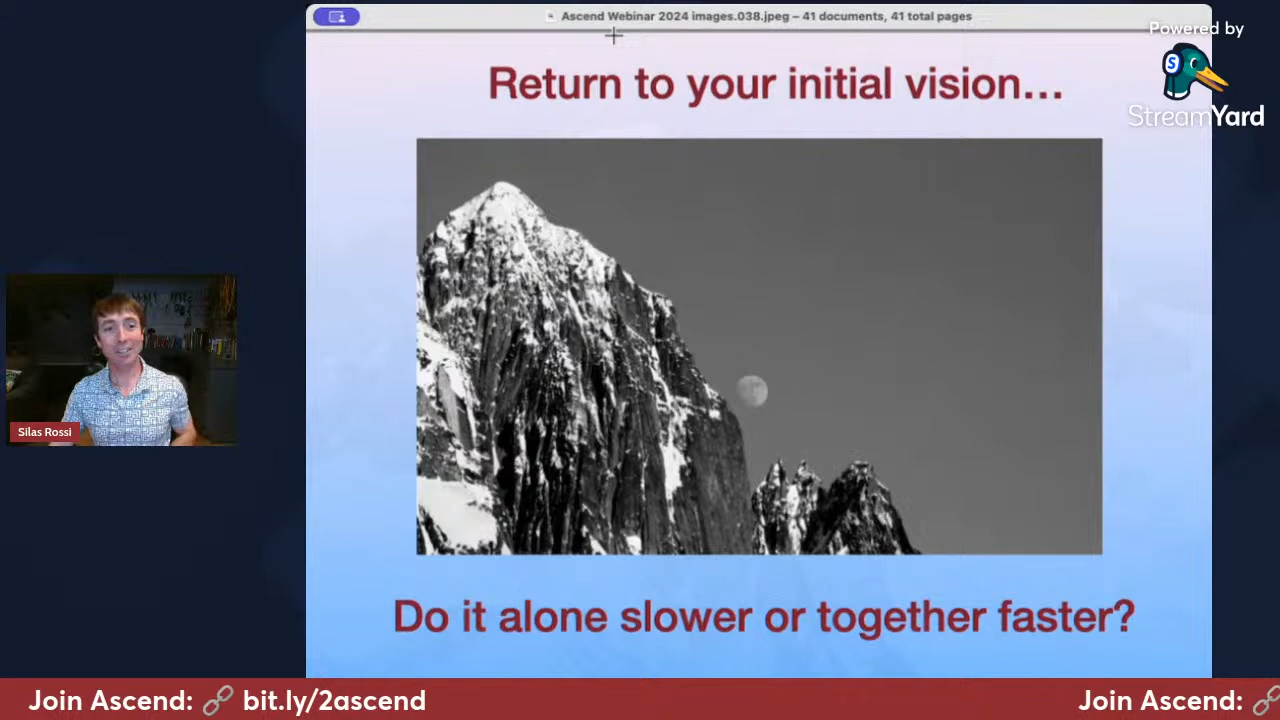 Ascend Webinar 2024 images.038.jpeg – 41 documents, 41 total pages
Powered by
S
StreamYard
Return to your initial vision...
Silas Rossi
Do it alone slower or together faster?
Join Ascend: 🔗 bit.ly/2ascend
Join Ascend: 🔗